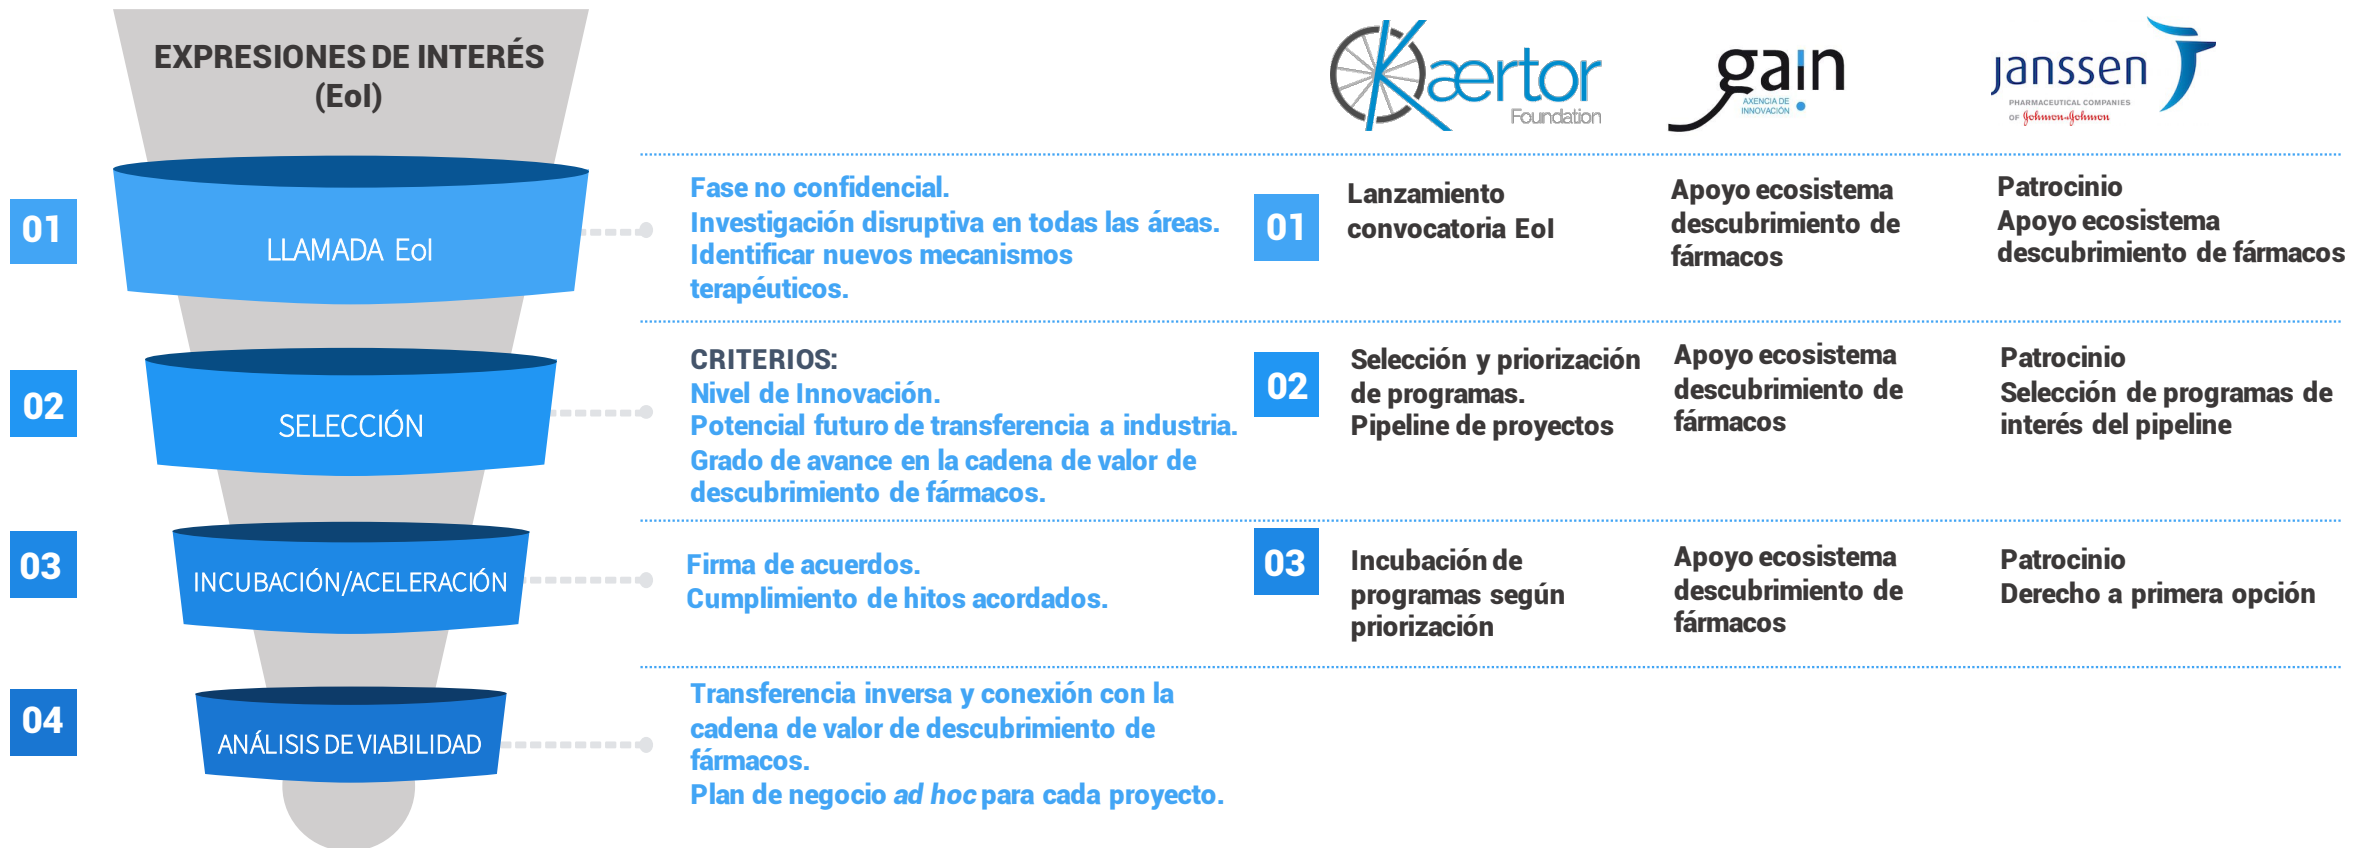 EXPRESIONES DE INTERÉS
(EoI)
Kærtor
Foundation
gain
AXENCIA DE
INNOVACIÓN
janssen
PHARMACEUTICAL COMPANIES
OF Johnson & Johnson
01
LLAMADA EoI
Fase no confidencial.
Investigación disruptiva en todas las áreas.
Identificar nuevos mecanismos
terapéuticos.
01
Lanzamiento
convocatoria EoI
Apoyo ecosistema
descubrimiento de
fármacos
Patrocinio
Apoyo ecosistema
descubrimiento de fármacos
02
SELECCIÓN
CRITERIOS:
Nivel de Innovación.
Potencial futuro de transferencia a industria.
Grado de avance en la cadena de valor de
descubrimiento de fármacos.
02
Selección y priorización
de programas.
Pipeline de proyectos
Apoyo ecosistema
descubrimiento de
fármacos
Patrocinio
Selección de programas de
interés del pipeline
03
INCUBACIÓN/ACELERACIÓN
Firma de acuerdos.
Cumplimiento de hitos acordados.
03
Incubación de
programas según
priorización
Apoyo ecosistema
descubrimiento de
fármacos
Patrocinio
Derecho a primera opción
04
ANÁLISIS DE VIABILIDAD
Transferencia inversa y conexión con la
cadena de valor de descubrimiento de
fármacos.
Plan de negocio ad hoc para cada proyecto.